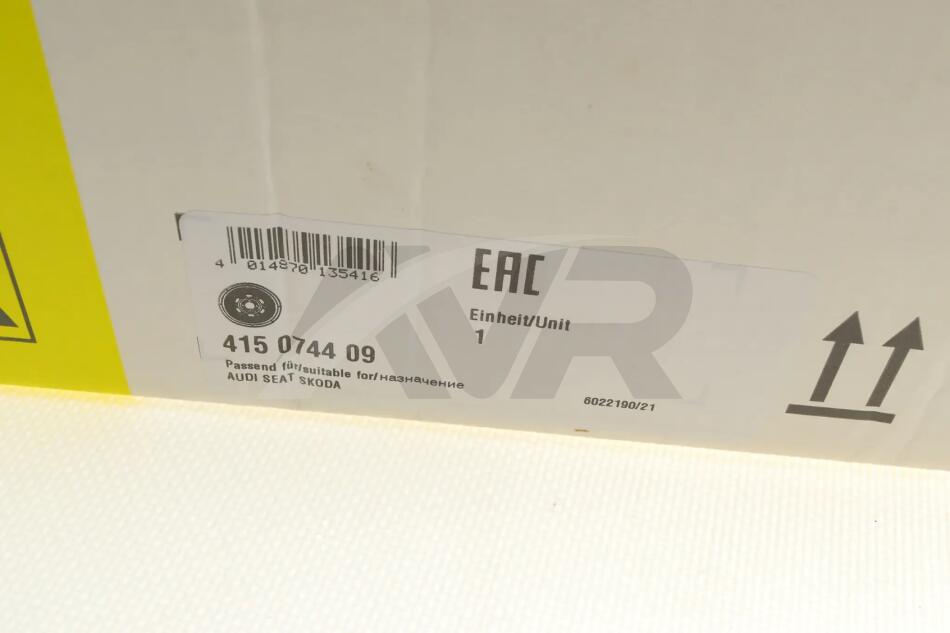 4 014870 135416
EAC
Einheit/Unit
1
415 0744 09
Passend für/suitable for/назначение
AUDI SEAT SKODA
6022190/21
AVR